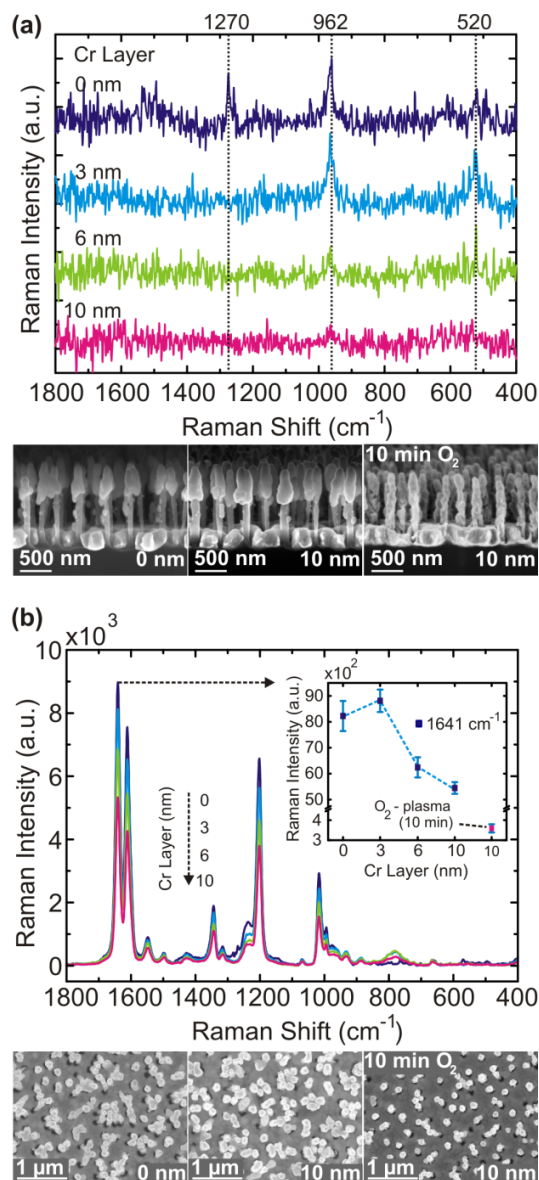 (a)
1270 962 520
Cr Layer
0 nm
3 nm
6 nm
10 nm
Raman Intensity (a.u.)
1800 1600 1400 1200 1000 800 600 400
Raman Shift (cm⁻¹)
500 nm 0 nm
500 nm 10 nm
10 min O₂
500 nm 10 nm
(b)
x10³
10
8
6
4
2
0
Raman Intensity (a.u.)
Cr Layer (nm)
0
3
6
10
x10²
90
80
70
60
50
4
3
Raman Intensity (a.u.)
1641 cm⁻¹
O₂ - plasma
(10 min)
0 3 6 10 10
Cr Layer (nm)
1800 1600 1400 1200 1000 800 600 400
Raman Shift (cm⁻¹)
1 µm 0 nm
1 µm 10 nm
10 min O₂
1 µm 10 nm